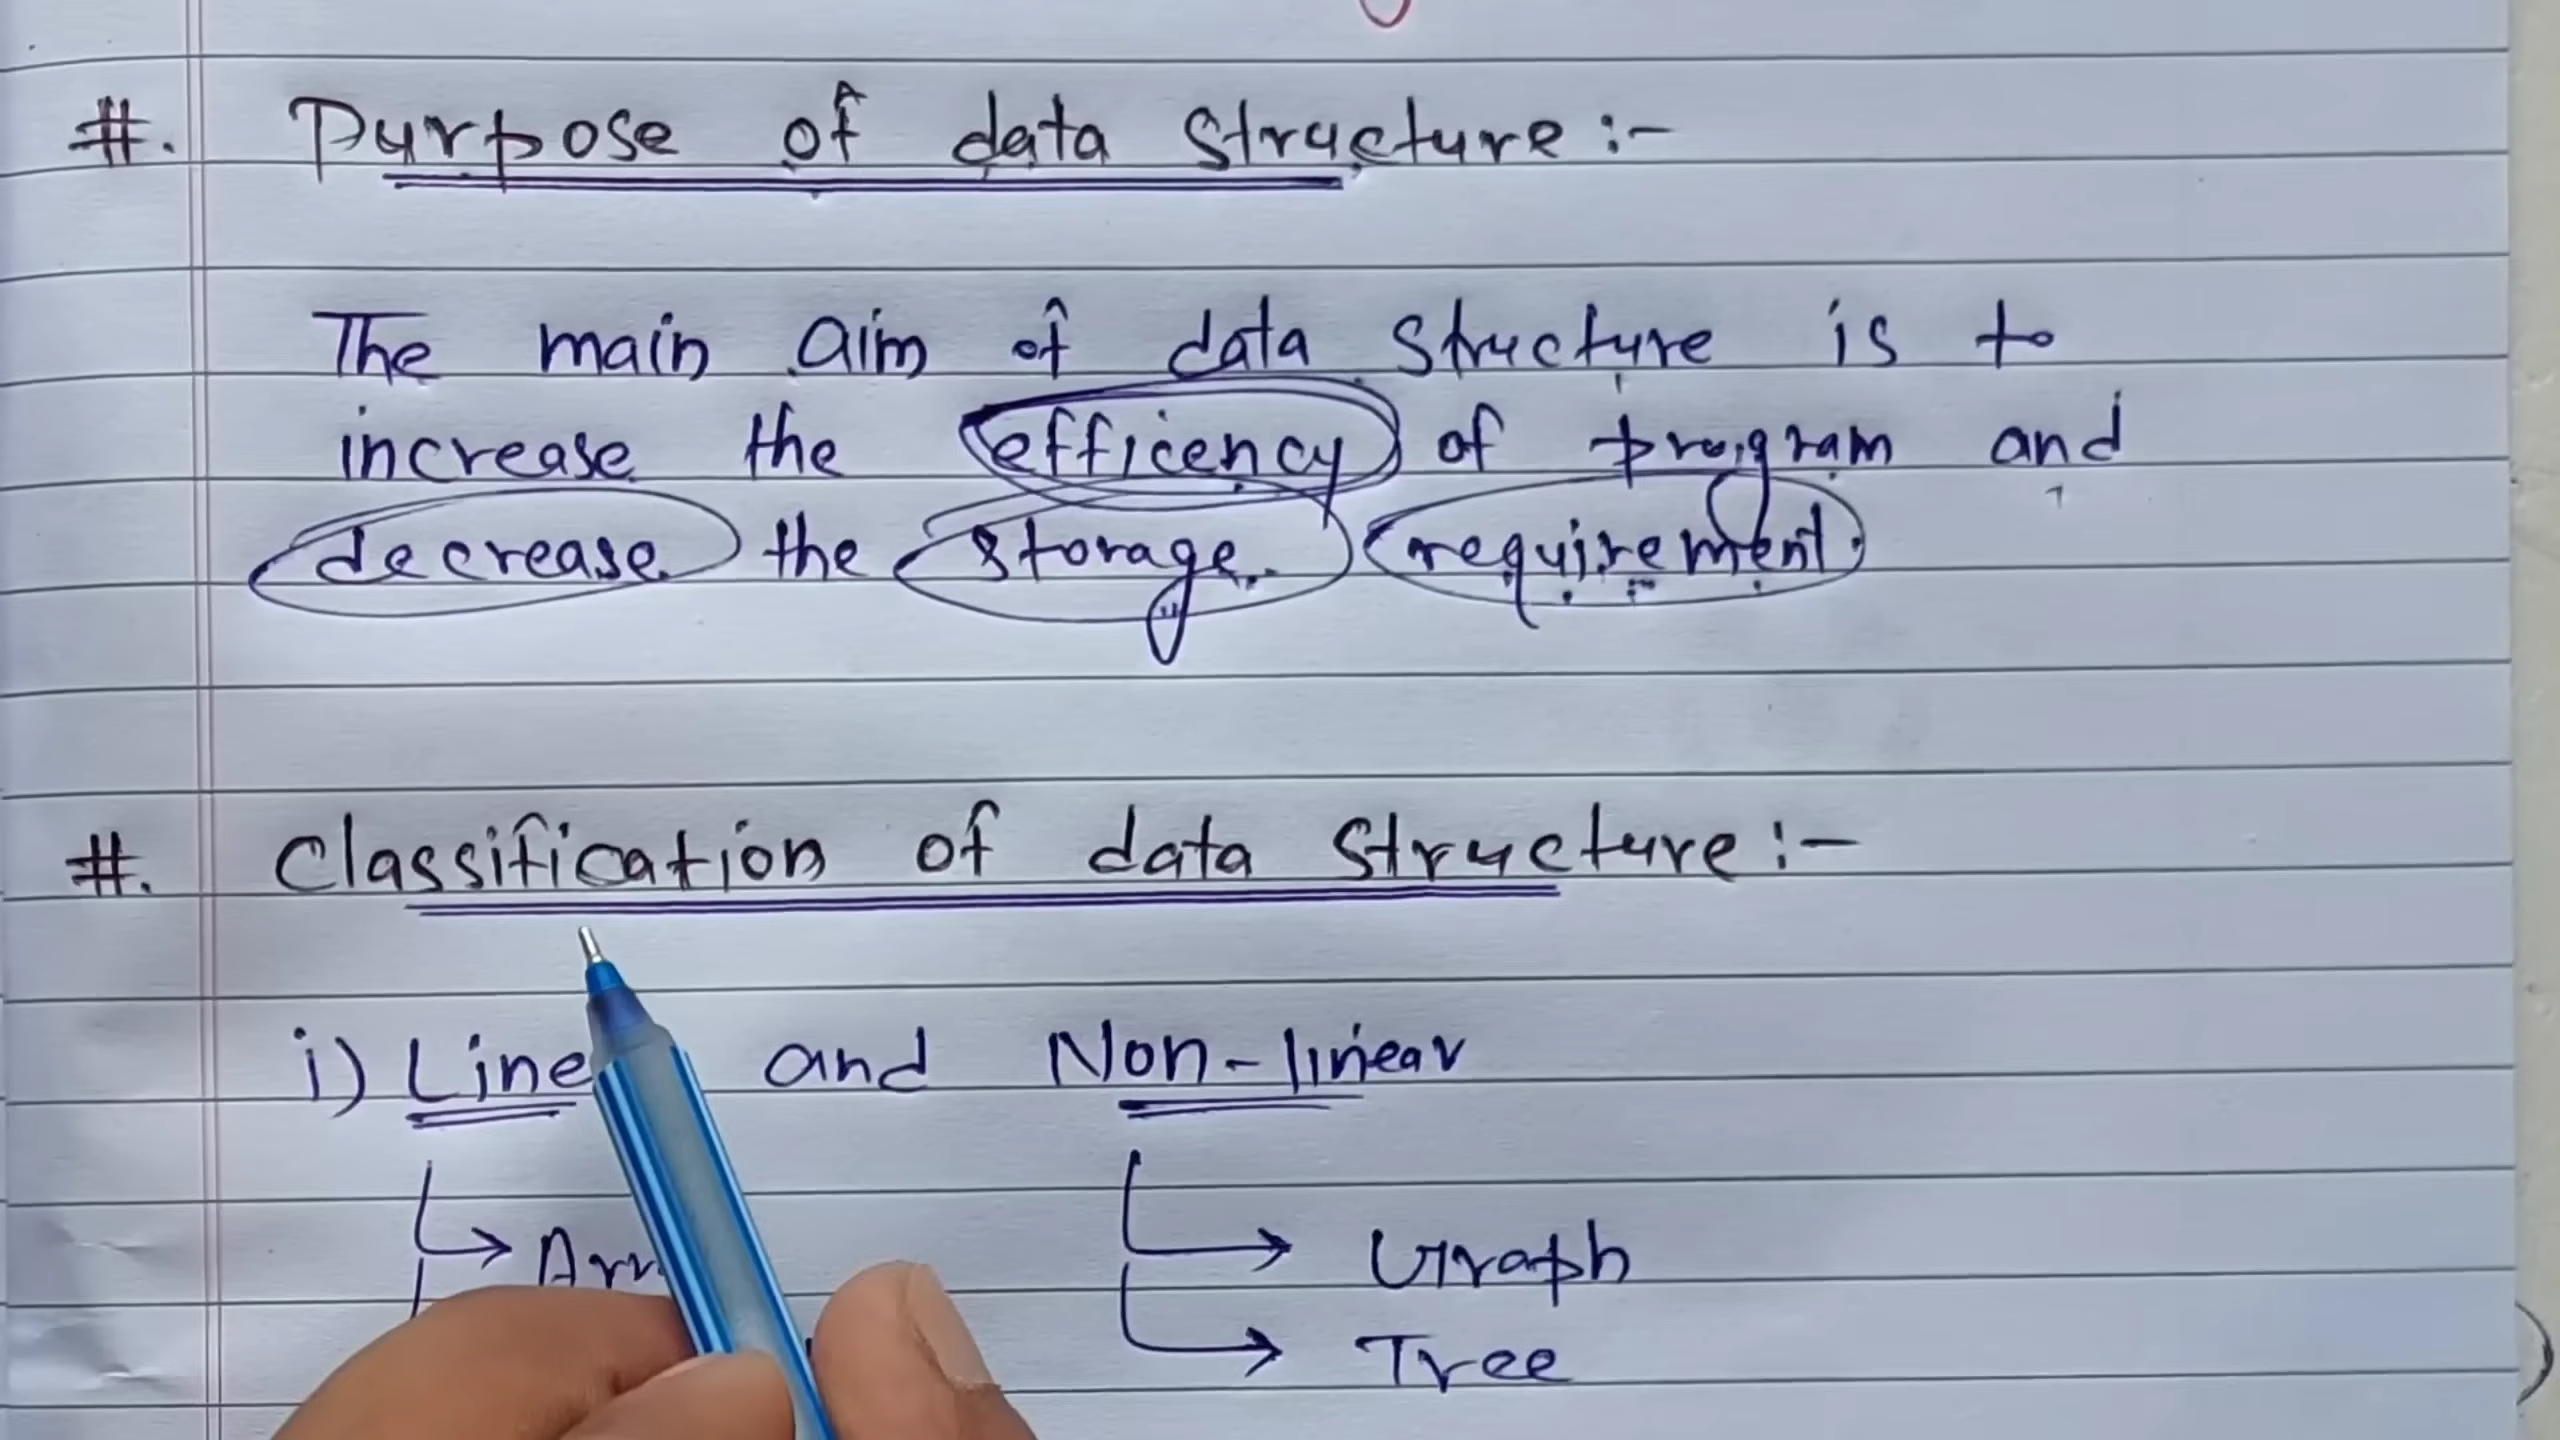 #. Purpose of data structure:-
The main aim of data structure is to
increase the efficency of program and
decrease the storage requirement.
#. Classification of data structure:-
i) Line and Non-linear
Graph
Tree